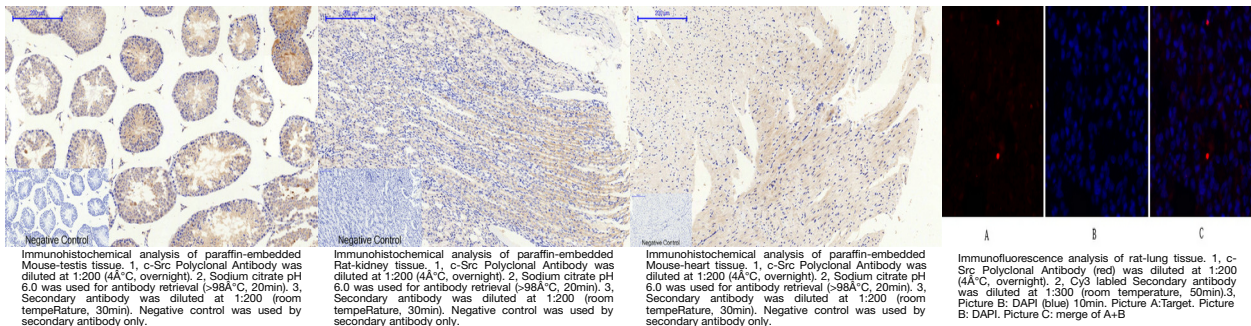 200μm
Negative Control
Immunohistochemical analysis of paraffin-embedded
Mouse-testis tissue. 1, c-Src Polyclonal Antibody was
diluted at 1:200 (4Â°C, overnight). 2, Sodium citrate pH
6.0 was used for antibody retrieval (>98Â°C, 20min). 3,
Secondary antibody was diluted at 1:200 (room
tempeRature, 30min). Negative control was used by
secondary antibody only.
200μm
Negative Control
Immunohistochemical analysis of paraffin-embedded
Rat-kidney tissue. 1, c-Src Polyclonal Antibody was
diluted at 1:200 (4Â°C, overnight). 2, Sodium citrate pH
6.0 was used for antibody retrieval (>98Â°C, 20min). 3,
Secondary antibody was diluted at 1:200 (room
tempeRature, 30min). Negative control was used by
secondary antibody only.
200μm
Negative Control
Immunohistochemical analysis of paraffin-embedded
Mouse-heart tissue. 1, c-Src Polyclonal Antibody was
diluted at 1:200 (4Â°C, overnight). 2, Sodium citrate pH
6.0 was used for antibody retrieval (>98Â°C, 20min). 3,
Secondary antibody was diluted at 1:200 (room
tempeRature, 30min). Negative control was used by
secondary antibody only.
A B C
Immunofluorescence analysis of rat-lung tissue. 1, c-
Src Polyclonal Antibody (red) was diluted at 1:200
(4Â°C, overnight). 2, Cy3 labled Secondary antibody
was diluted at 1:300 (room temperature, 50min).3,
Picture B: DAPI (blue) 10min. Picture A:Target. Picture
B: DAPI. Picture C: merge of A+B